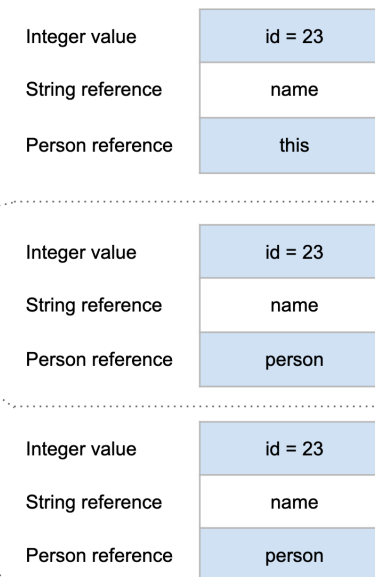 Integer value id = 23
String reference name
Person reference this
Integer value id = 23
String reference name
Person reference person
Integer value id = 23
String reference name
Person reference person